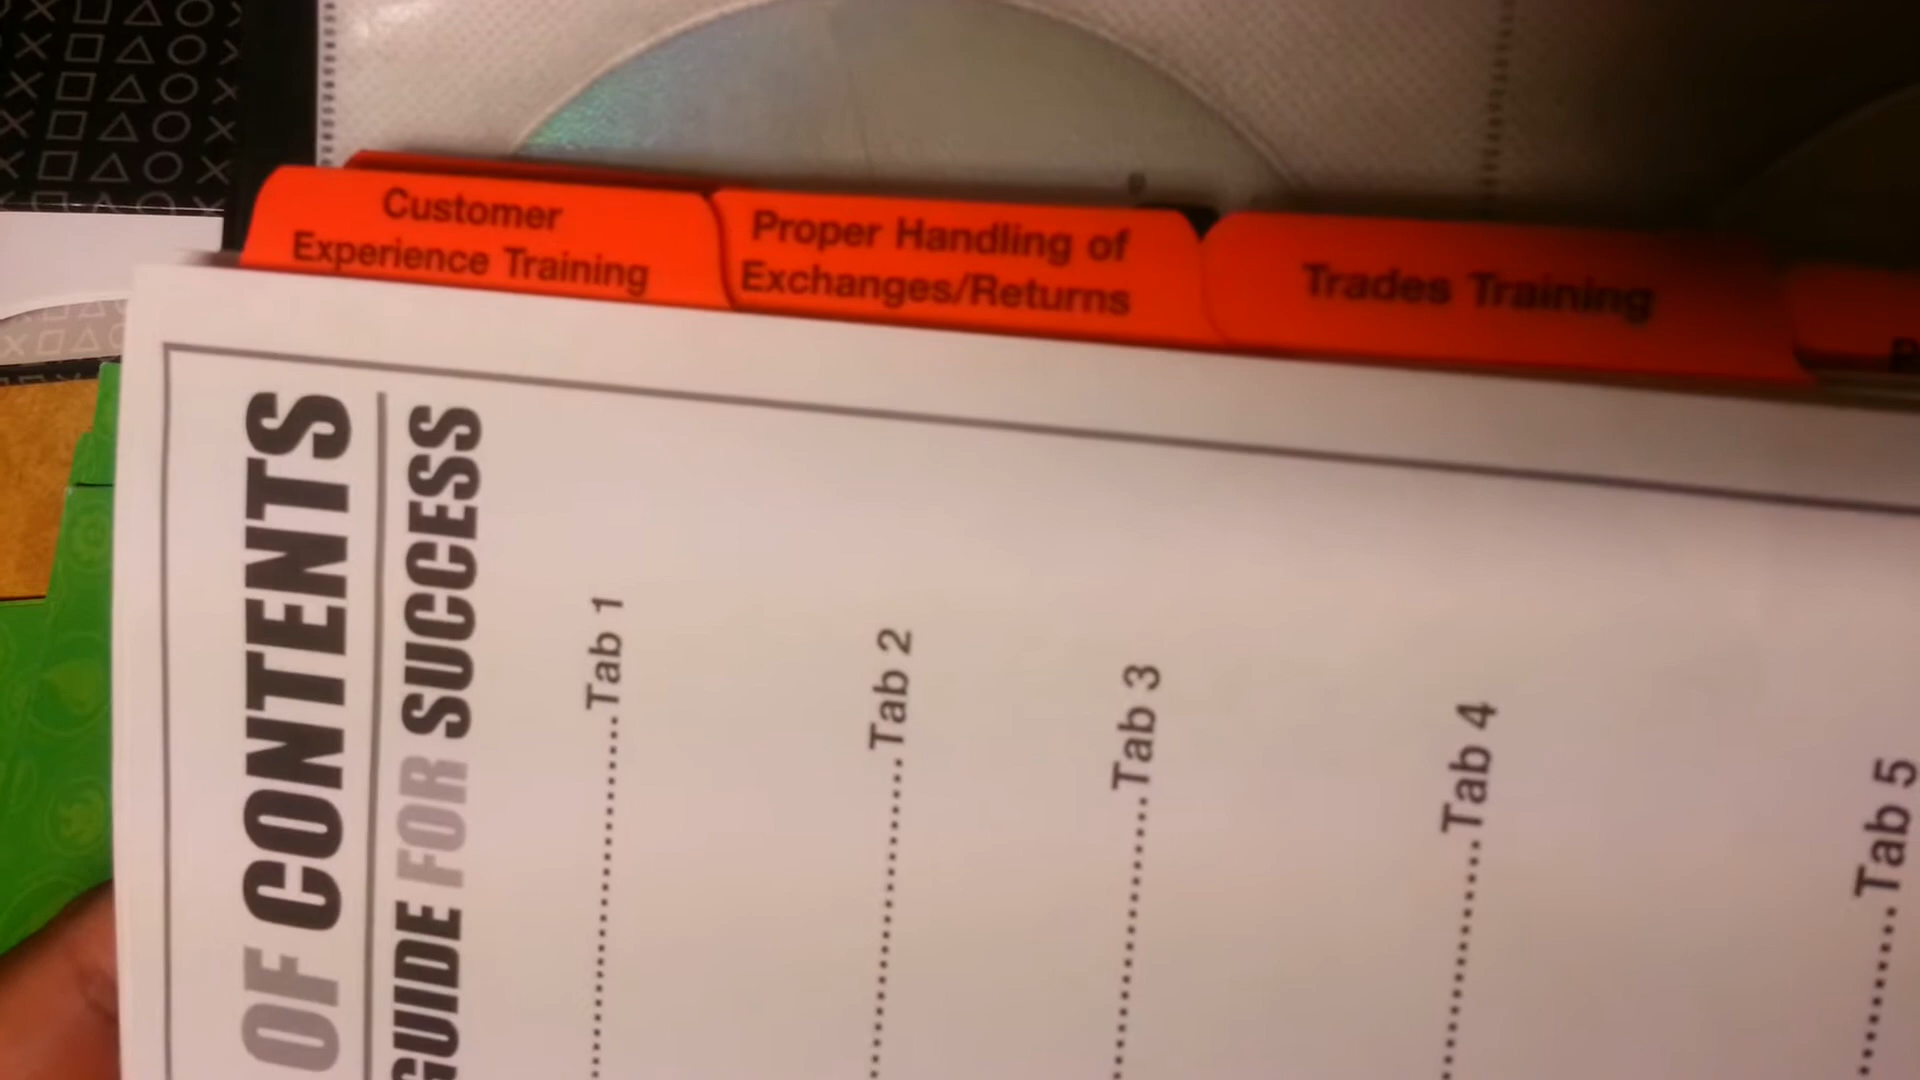 Customer
Experience Training
Proper Handling of
Exchanges/Returns
Trades Training
OF CONTENTS
GUIDE FOR SUCCESS
Tab 1
Tab 2
Tab 3
Tab 4
Tab 5